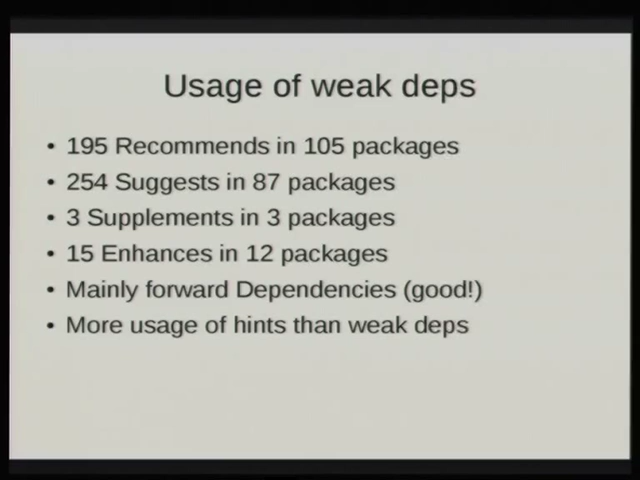 Usage of weak deps
• 195 Recommends in 105 packages
• 254 Suggests in 87 packages
• 3 Supplements in 3 packages
• 15 Enhances in 12 packages
• Mainly forward Dependencies (good!)
• More usage of hints than weak deps